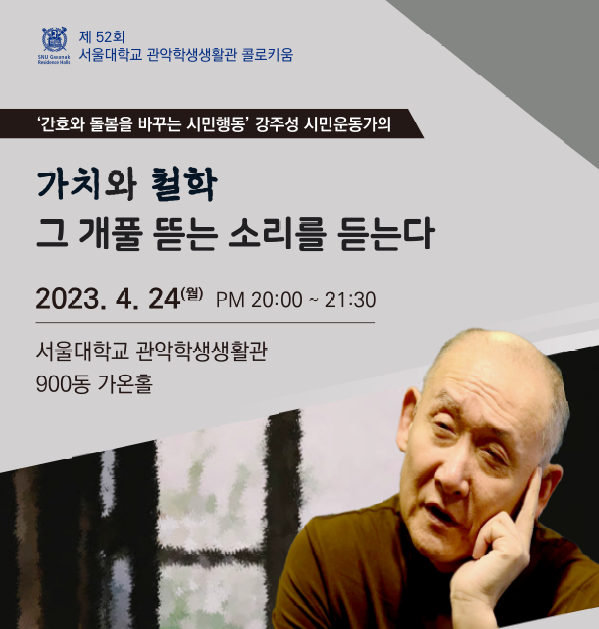 제 52회
서울대학교 관악학생생활관 콜로키움
SNU Gwanak
Residence Halls
‘간호와 돌봄을 바꾸는 시민행동’ 강주성 시민운동가의
가치와 철학
그 개풀 뜯는 소리를 듣는다
2023. 4. 24(월) PM 20:00 ~ 21:30
서울대학교 관악학생생활관
900동 가온홀